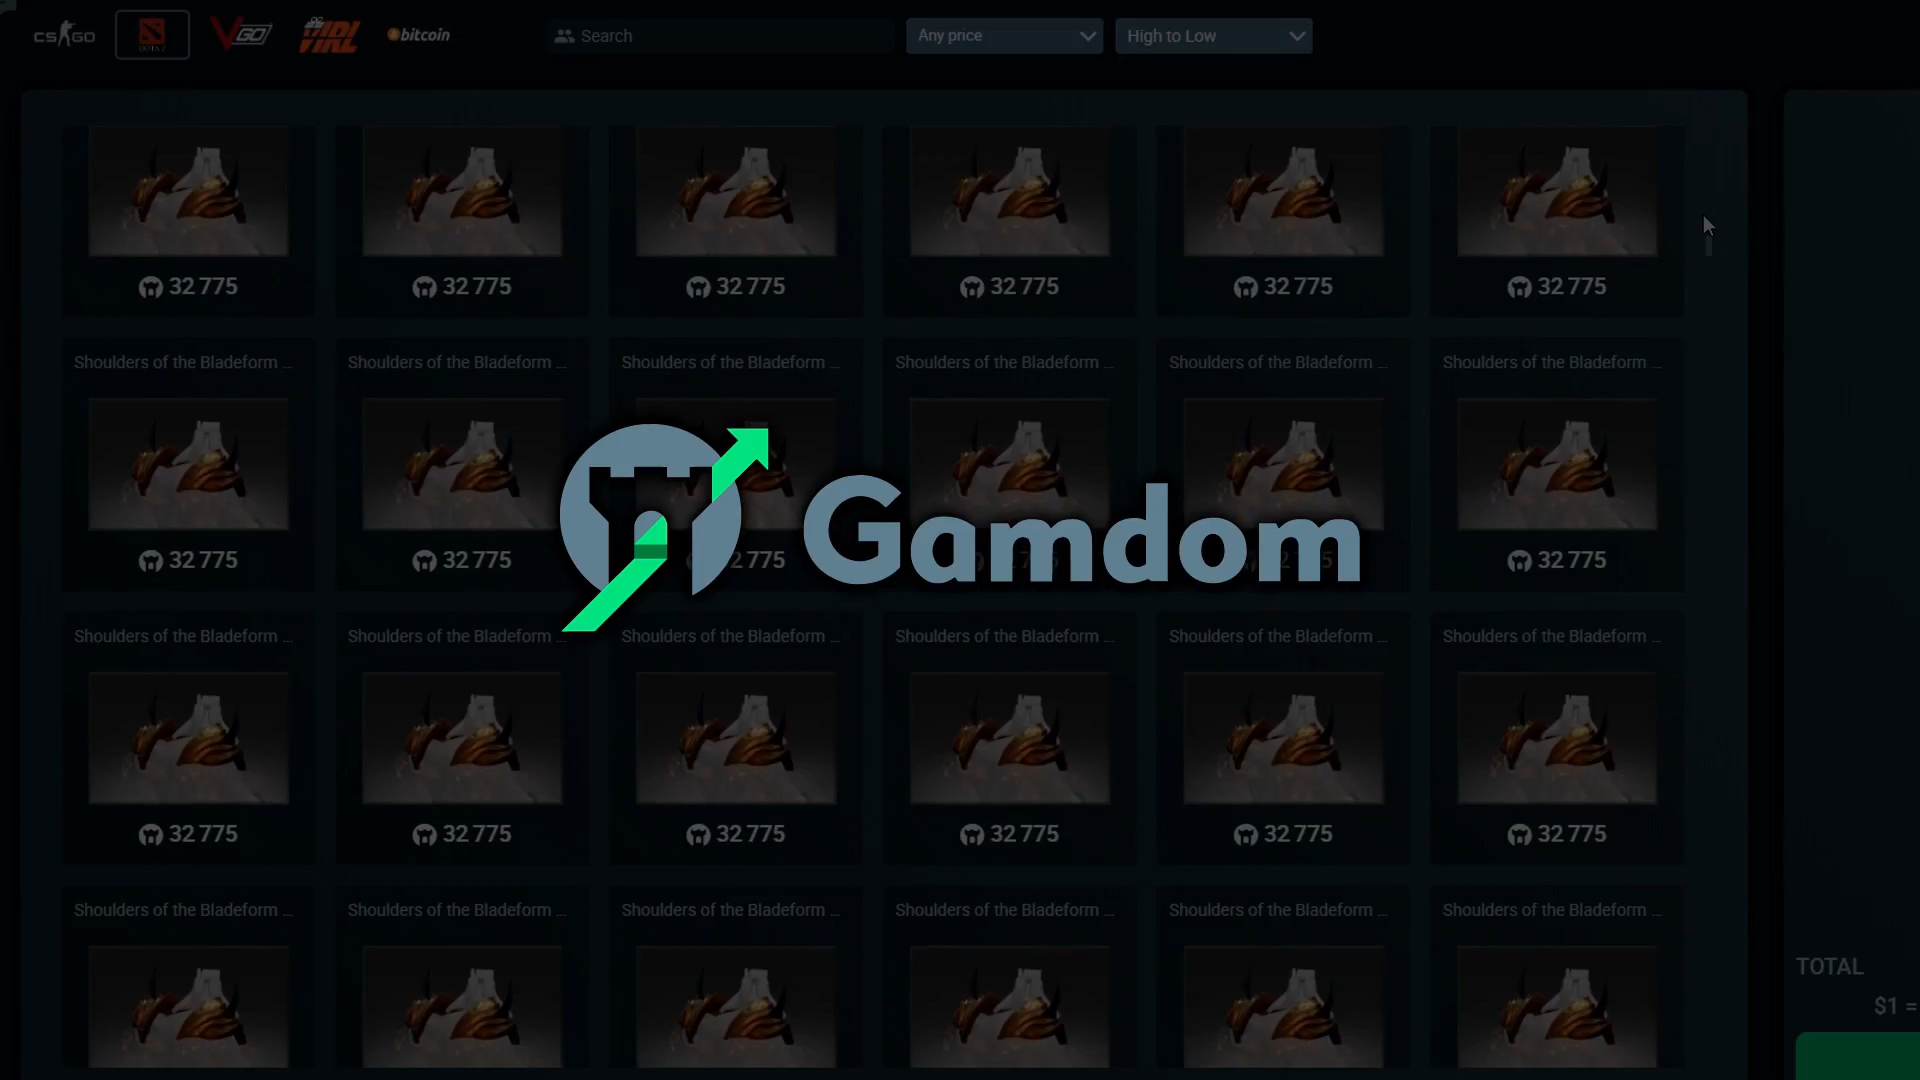 CS GO
DOTA 2
VGO
VIRL
bitcoin
Search
Any price
High to Low
32 775 32 775 32 775 32 775 32 775 32 775
Shoulders of the Bladeform ... Shoulders of the Bladeform ... Shoulders of the Bladeform ... Shoulders of the Bladeform ... Shoulders of the Bladeform ... Shoulders of the Bladeform ...
Gamdom
32 775 32 775 2 775 32 775
Shoulders of the Bladeform ... Shoulders of the Bladeform ... Shoulders of the Bladeform ... Shoulders of the Bladeform ... Shoulders of the Bladeform ... Shoulders of the Bladeform ...
32 775 32 775 32 775 32 775 32 775 32 775
Shoulders of the Bladeform ... Shoulders of the Bladeform ... Shoulders of the Bladeform ... Shoulders of the Bladeform ... Shoulders of the Bladeform ... Shoulders of the Bladeform ...
TOTAL
$1 =